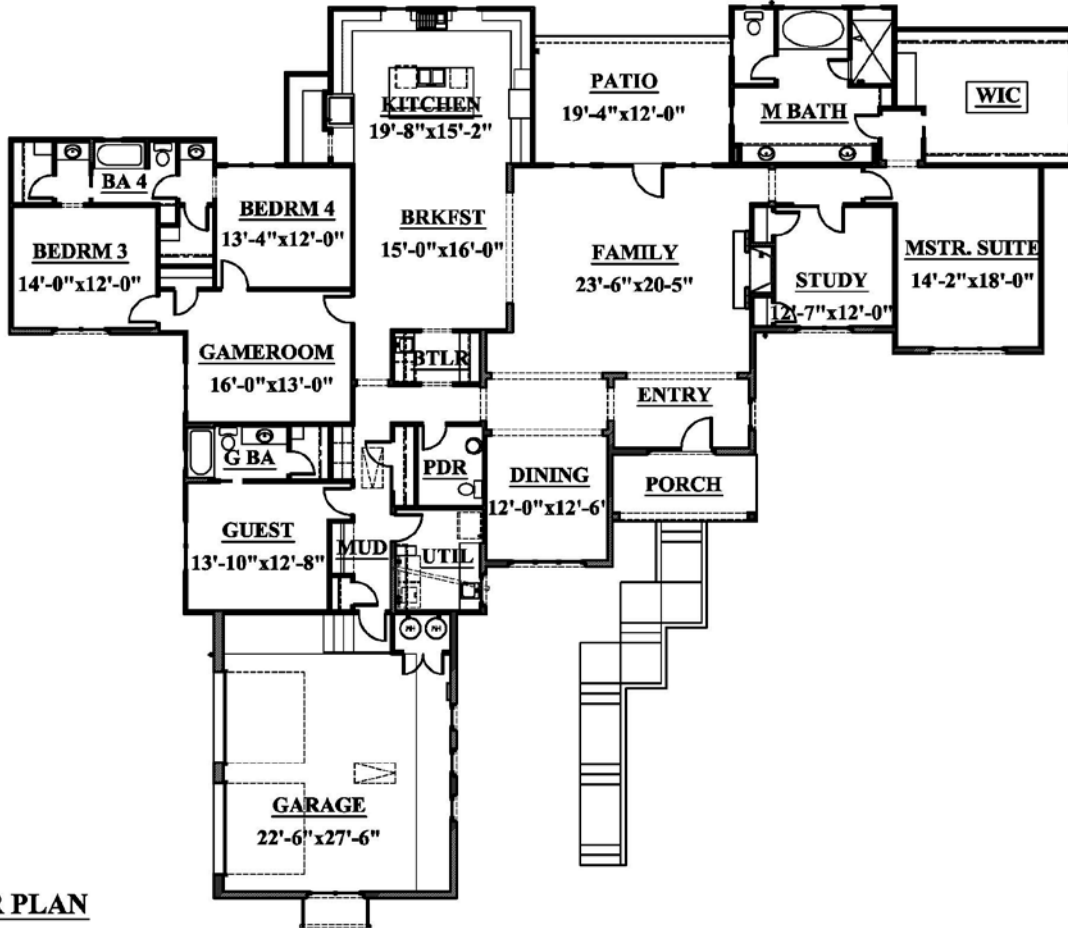 KITCHEN
19'-8"x15'-2"
PATIO
19'-4"x12'-0"
M BATH
WIC
BA 4
BEDRM 4
13'-4"x12'-0"
BEDRM 3
14'-0"x12'-0"
BRKFST
15'-0"x16'-0"
FAMILY
23'-6"x20-5"
STUDY
12'-7"x12'-0"
MSTR. SUITE
14'-2"x18'-0"
GAMEROOM
16'-0"x13'-0"
BTLR
ENTRY
G BA
PDR
DINING
12'-0"x12'-6'
PORCH
GUEST
13'-10"x12'-8"
MUD
UTIL
WH
WH
GARAGE
22'-6"x27'-6"
R PLAN